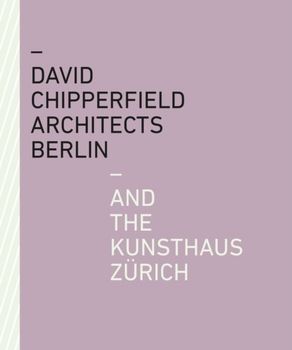 –
DAVID
CHIPPERFIELD
ARCHITECTS
BERLIN
–
AND
THE
KUNSTHAUS
ZÜRICH